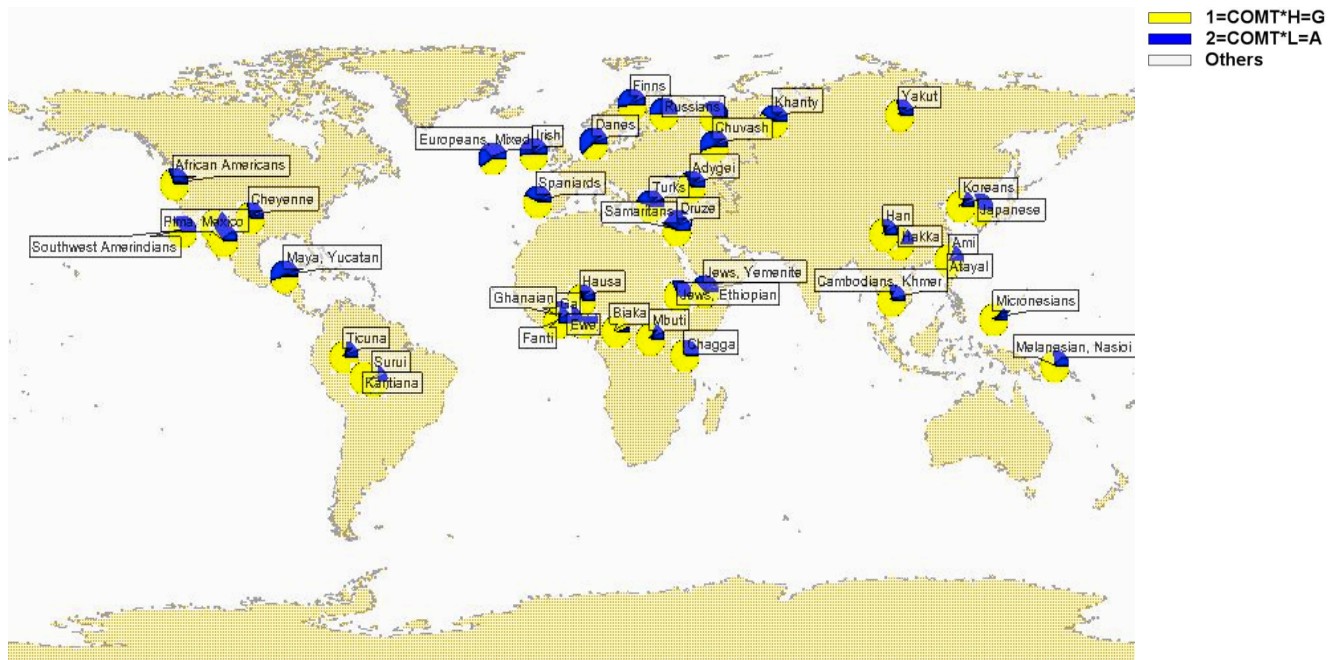 1=COMT*H=G
2=COMT*L=A
Others
Finns
Russians
Khanty
Yakut
Danes
Chuvash
Europeans, Mixed
Irish
African Americans
Adygei
Spaniards
Turks
Koreans
Cheyenne
Samaritans
Druze
Japanese
Pima, Mexico
Han
Hakka
Southwest Amerindians
Ami
Maya, Yucatan
Atayal
Jews, Yemenite
Hausa
Cambodians, Khmer
Ghanaian
Ga
Jews, Ethiopian
Micronesians
Biaka
Ewe
Mbuti
Fanti
Chagga
Ticuna
Melanesian, Nasioi
Surui
Karitiana